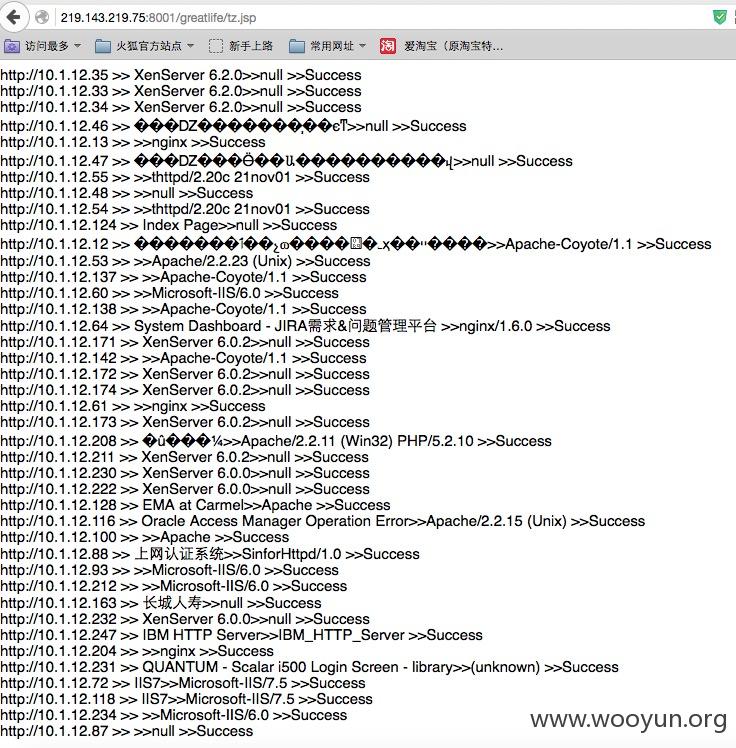 219.143.219.75:8001/greatlife/tz.jsp
访问最多 火狐官方站点 新手上路 常用网址 淘 爱淘宝（原淘宝特...
http://10.1.12.35 >> XenServer 6.2.0>>null >>Success
http://10.1.12.33 >> XenServer 6.2.0>>null >>Success
http://10.1.12.34 >> XenServer 6.2.0>>null >>Success
http://10.1.12.46 >> >>null >>Success
http://10.1.12.13 >> >>nginx >>Success
http://10.1.12.47 >> >>null >>Success
http://10.1.12.55 >> >>thttpd/2.20c 21nov01 >>Success
http://10.1.12.48 >> >>null >>Success
http://10.1.12.54 >> >>thttpd/2.20c 21nov01 >>Success
http://10.1.12.124 >> Index Page>>null >>Success
http://10.1.12.12 >> >>Apache-Coyote/1.1 >>Success
http://10.1.12.53 >> >>Apache/2.2.23 (Unix) >>Success
http://10.1.12.137 >> >>Apache-Coyote/1.1 >>Success
http://10.1.12.60 >> >>Microsoft-IIS/6.0 >>Success
http://10.1.12.138 >> >>Apache-Coyote/1.1 >>Success
http://10.1.12.64 >> System Dashboard - JIRA需求&问题管理平台 >>nginx/1.6.0 >>Success
http://10.1.12.171 >> XenServer 6.0.2>>null >>Success
http://10.1.12.142 >> >>Apache-Coyote/1.1 >>Success
http://10.1.12.172 >> XenServer 6.0.2>>null >>Success
http://10.1.12.174 >> XenServer 6.0.2>>null >>Success
http://10.1.12.61 >> >>nginx >>Success
http://10.1.12.173 >> XenServer 6.0.2>>null >>Success
http://10.1.12.208 >> >>Apache/2.2.11 (Win32) PHP/5.2.10 >>Success
http://10.1.12.211 >> XenServer 6.0.2>>null >>Success
http://10.1.12.230 >> XenServer 6.0.0>>null >>Success
http://10.1.12.222 >> XenServer 6.0.0>>null >>Success
http://10.1.12.128 >> EMA at Carmel>>Apache >>Success
http://10.1.12.116 >> Oracle Access Manager Operation Error>>Apache/2.2.15 (Unix) >>Success
http://10.1.12.100 >> >>Apache >>Success
http://10.1.12.88 >> 上网认证系统>>SinforHttpd/1.0 >>Success
http://10.1.12.93 >> >>Microsoft-IIS/6.0 >>Success
http://10.1.12.212 >> >>Microsoft-IIS/6.0 >>Success
http://10.1.12.163 >> 长城人寿>>null >>Success
http://10.1.12.232 >> XenServer 6.0.0>>null >>Success
http://10.1.12.247 >> IBM HTTP Server>>IBM_HTTP_Server >>Success
http://10.1.12.204 >> >>nginx >>Success
http://10.1.12.231 >> QUANTUM - Scalar i500 Login Screen - library>>(unknown) >>Success
http://10.1.12.72 >> IIS7>>Microsoft-IIS/7.5 >>Success
http://10.1.12.118 >> IIS7>>Microsoft-IIS/7.5 >>Success
http://10.1.12.234 >> >>Microsoft-IIS/6.0 >>Success
http://10.1.12.87 >> >>null >>Success
www.wooyun.org